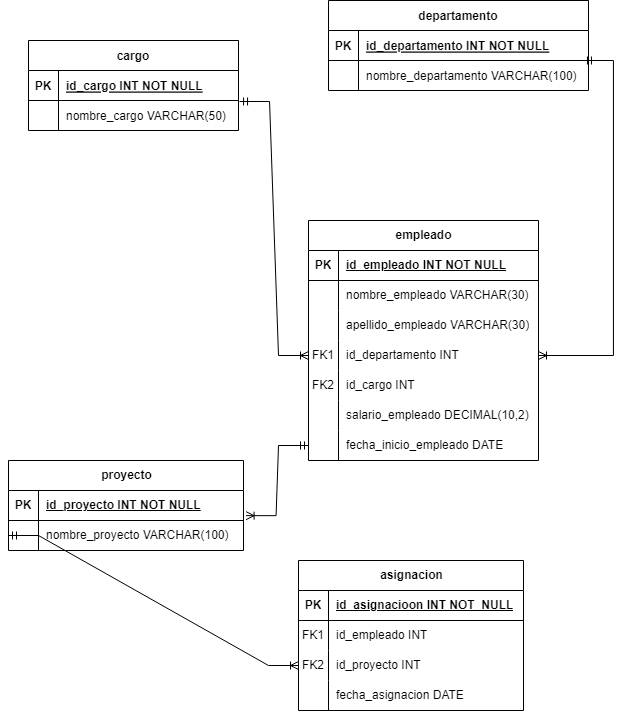 departamento
PK id_departamento INT NOT NULL
nombre_departamento VARCHAR(100)
cargo
PK id_cargo INT NOT NULL
nombre_cargo VARCHAR(50)
empleado
PK id_empleado INT NOT NULL
nombre_empleado VARCHAR(30)
apellido_empleado VARCHAR(30)
FK1 id_departamento INT
FK2 id_cargo INT
salario_empleado DECIMAL(10,2)
fecha_inicio_empleado DATE
proyecto
PK id_proyecto INT NOT NULL
nombre_proyecto VARCHAR(100)
asignacion
PK id_asignacioon INT NOT NULL
FK1 id_empleado INT
FK2 id_proyecto INT
fecha_asignacion DATE